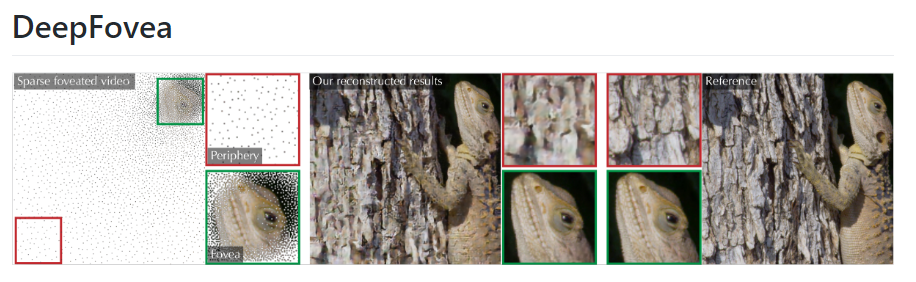 DeepFovea
Sparse foveated video
Periphery
Fovea
Our reconstructed results
Reference